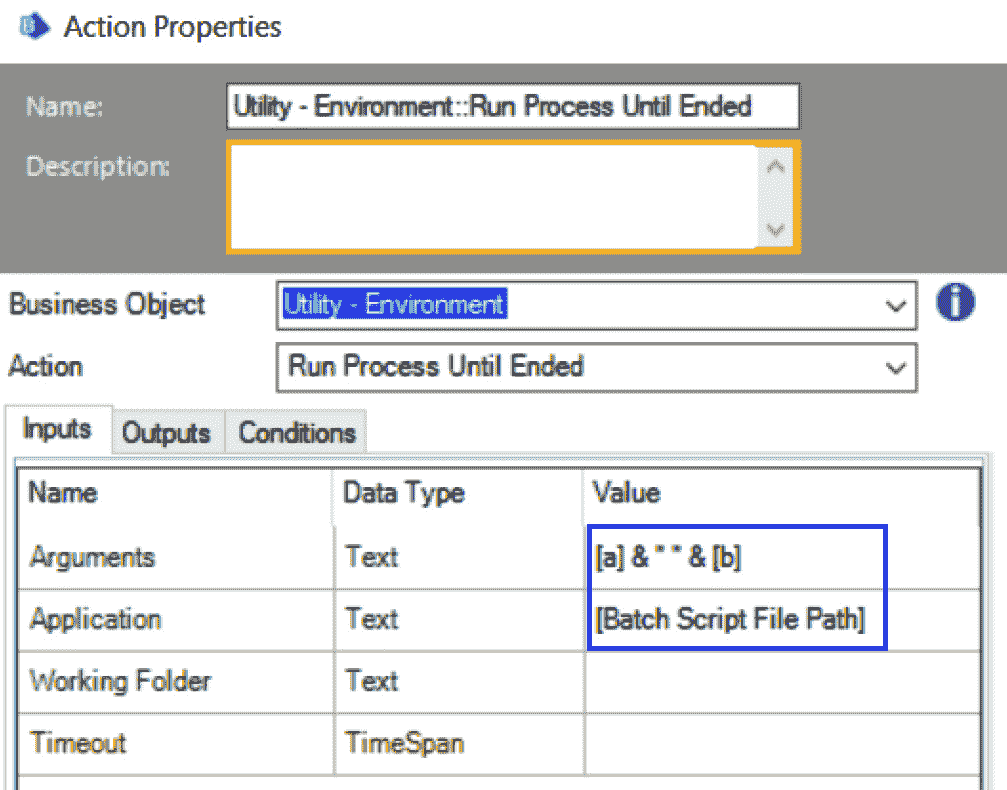 Action Properties
Name: Utility - Environment::Run Process Until Ended
Description:
Business Object Utility - Environment
Action Run Process Until Ended
Inputs Outputs Conditions
Name Data Type Value
Arguments Text [a] & " " & [b]
Application Text [Batch Script File Path]
Working Folder Text
Timeout TimeSpan